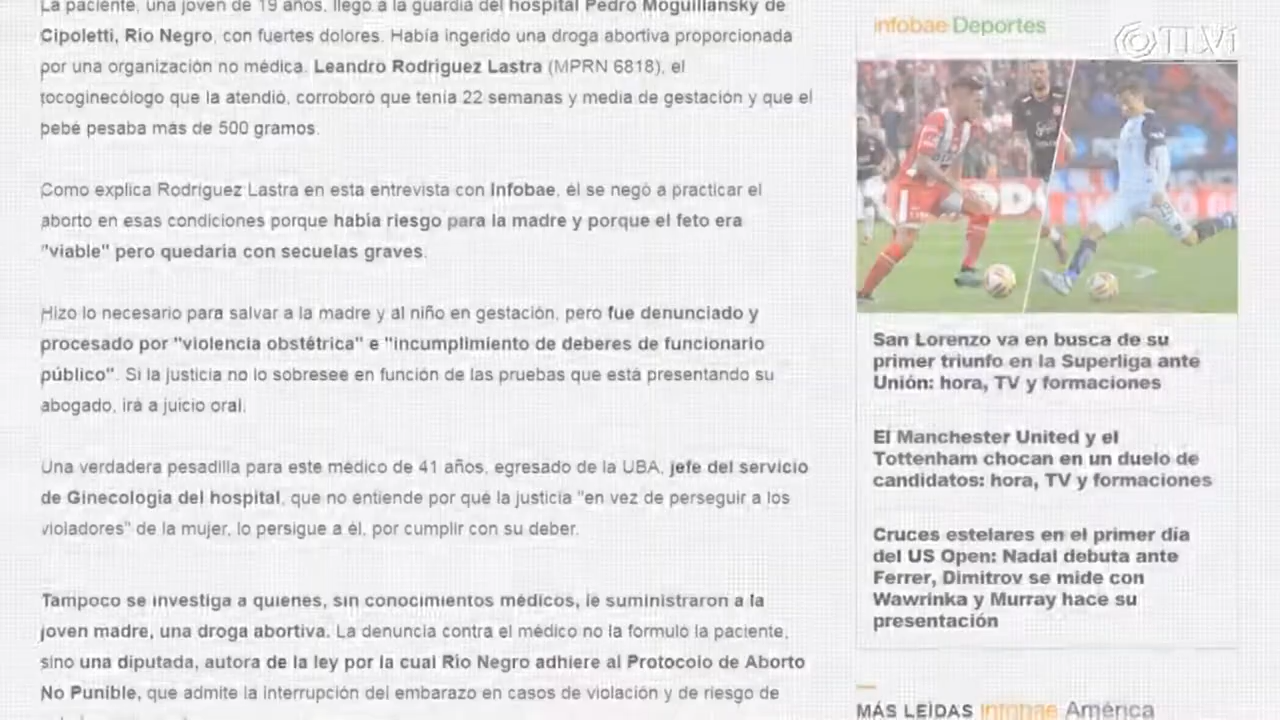 La paciente, una joven de 19 años, llegó a la guardia del hospital Pedro Moguillansky de
Cipoletti, Río Negro, con fuertes dolores. Había ingerido una droga abortiva proporcionada
por una organización no médica. Leandro Rodríguez Lastra (MPRN 6818), el
tocoginecólogo que la atendió, corroboró que tenía 22 semanas y media de gestación y que el
bebé pesaba más de 500 gramos.
Como explica Rodríguez Lastra en esta entrevista con Infobae, él se negó a practicar el
aborto en esas condiciones porque había riesgo para la madre y porque el feto era
"viable" pero quedaría con secuelas graves.
Hizo lo necesario para salvar a la madre y al niño en gestación, pero fue denunciado y
procesado por "violencia obstétrica" e "incumplimiento de deberes de funcionario
público". Si la justicia no lo sobresee en función de las pruebas que está presentando su
abogado, irá a juicio oral.
Una verdadera pesadilla para este médico de 41 años, egresado de la UBA, jefe del servicio
de Ginecología del hospital, que no entiende por qué la justicia "en vez de perseguir a los
violadores" de la mujer, lo persigue a él, por cumplir con su deber.
Tampoco se investiga a quienes, sin conocimientos médicos, le suministraron a la
joven madre, una droga abortiva. La denuncia contra el médico no la formuló la paciente,
sino una diputada, autora de la ley por la cual Río Negro adhiere al Protocolo de Aborto
No Punible, que admite la interrupción del embarazo en casos de violación y de riesgo de
infobae Deportes
San Lorenzo va en busca de su
primer triunfo en la Superliga ante
Unión: hora, TV y formaciones
El Manchester United y el
Tottenham chocan en un duelo de
candidatos: hora, TV y formaciones
Cruces estelares en el primer día
del US Open: Nadal debuta ante
Ferrer, Dimitrov se mide con
Wawrinka y Murray hace su
presentación
MÁS LEÍDAS infobae América